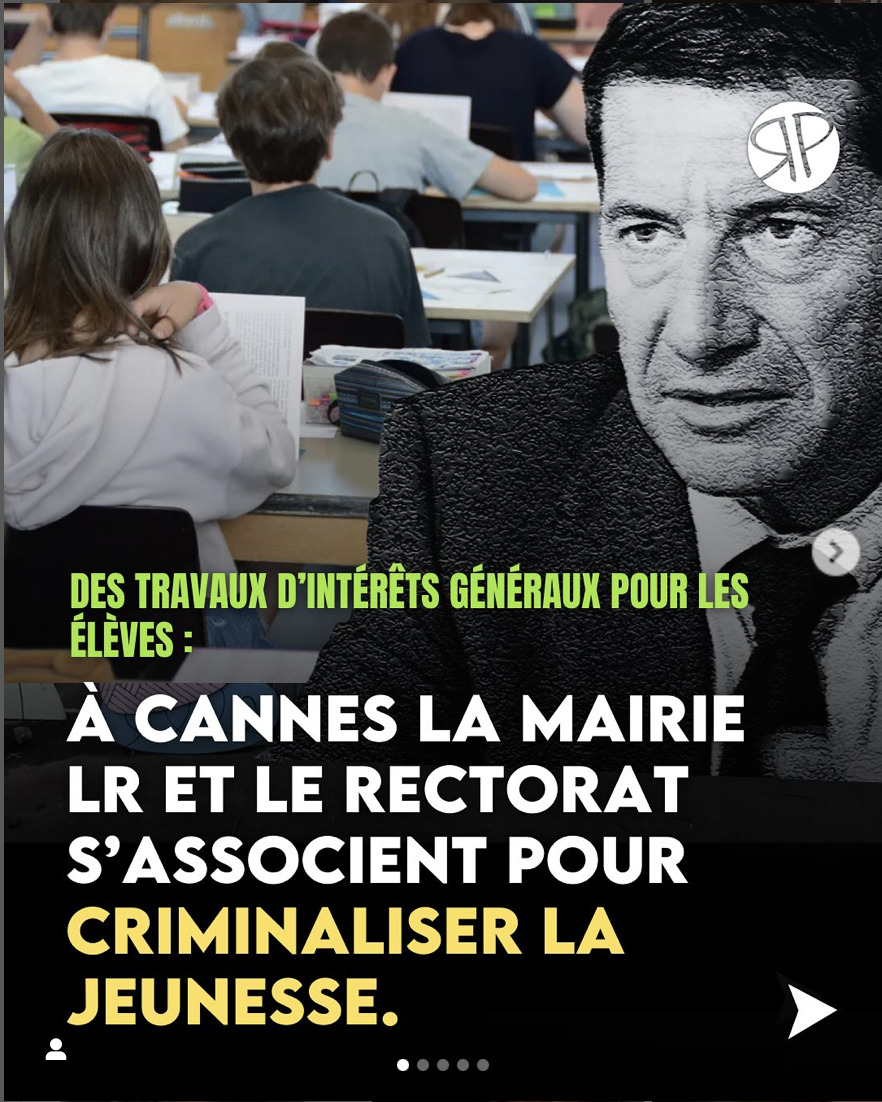 RP
DES TRAVAUX D'INTÉRÊTS GÉNÉRAUX POUR LES
ÉLÈVES :
À CANNES LA MAIRIE
LR ET LE RECTORAT
S'ASSOCIENT POUR
CRIMINALISER LA
JEUNESSE.